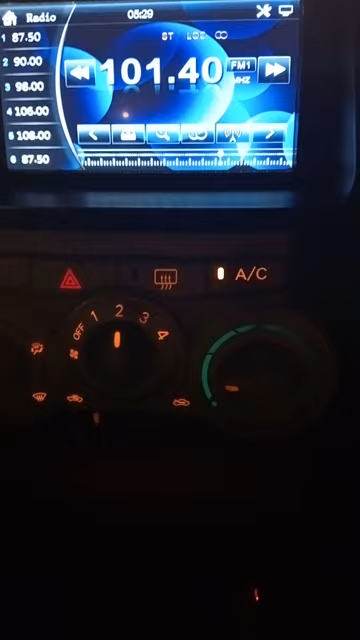 Radio 05:29
1 87.50
2 90.00
3 98.00
4 106.00
5 108.00
6 87.50
ST LOC
101.40 FM1
MHZ
A/C
OFF 1 2 3 4